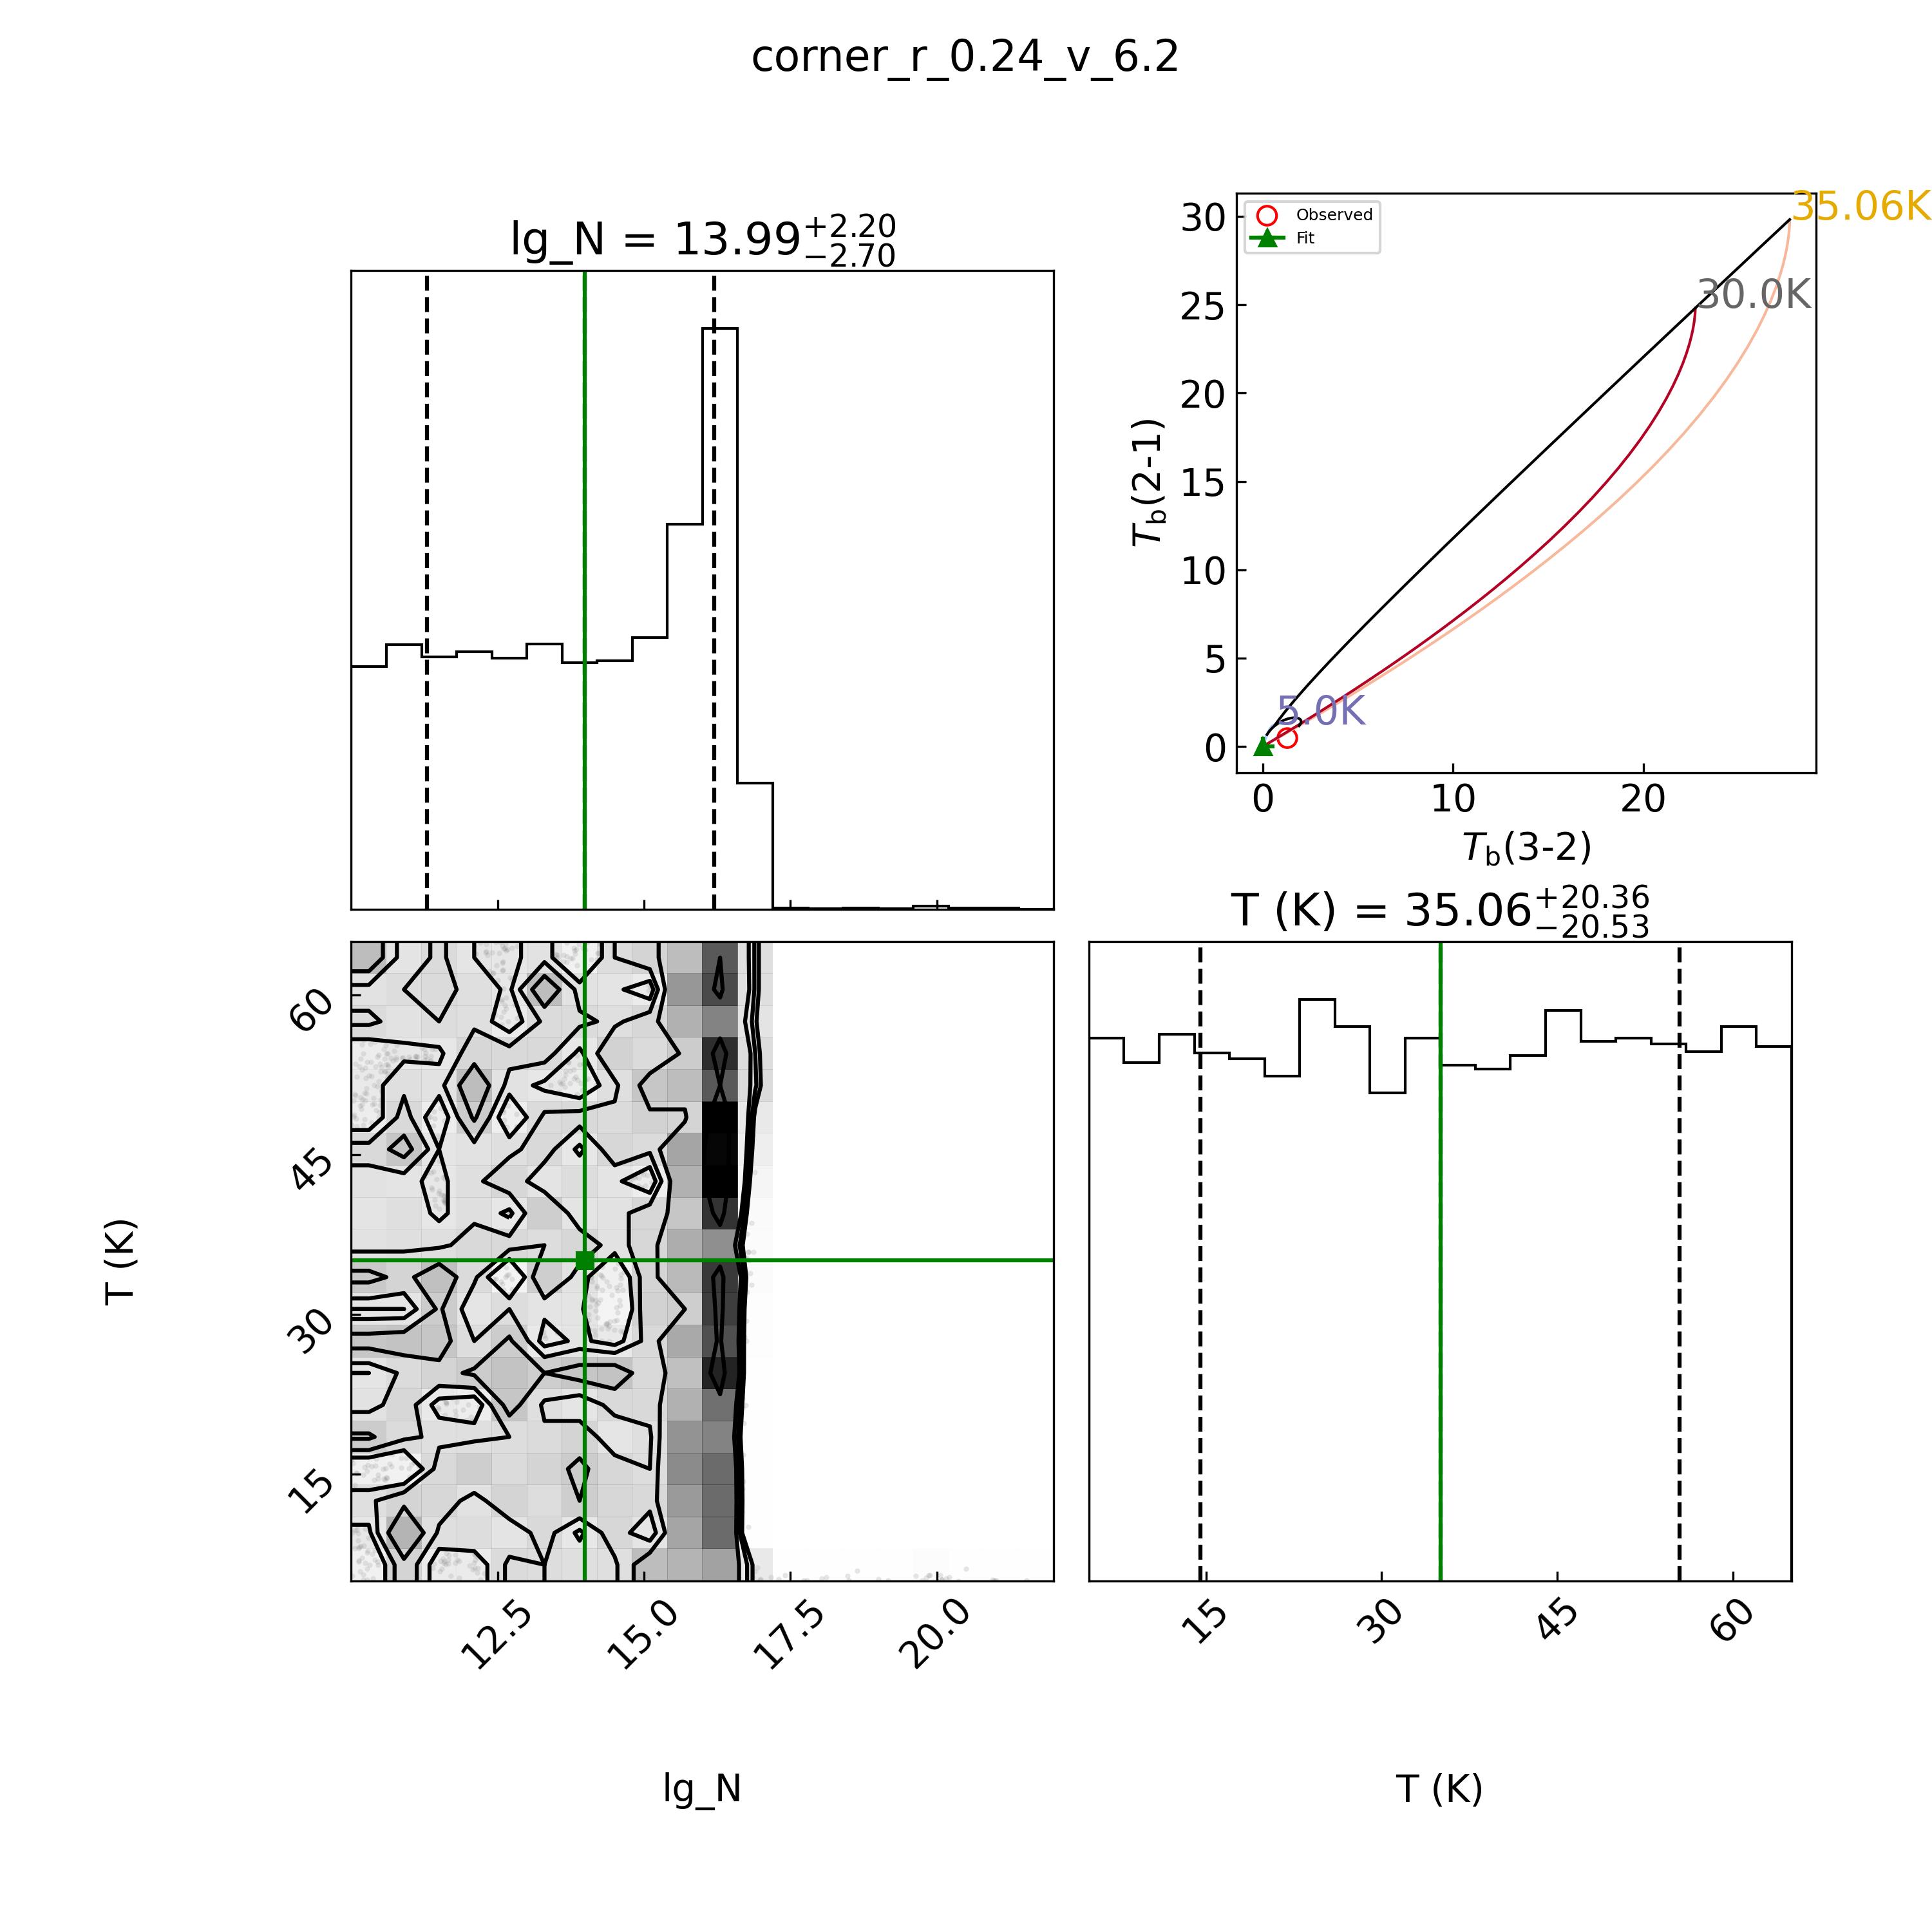 corner_r_0.24_v_6.2
lg_N = 13.99+2.20 −2.70
30
25
20
15
10
5
0
Tb(2-1)
Observed
Fit
35.06K
30.0K
5.0K
0 10 20
Tb(3-2)
T (K) = 35.06+20.36 −20.53
60
45
30
15
T (K)
12.5 15.0 17.5 20.0
lg_N
15 30 45 60
T (K)